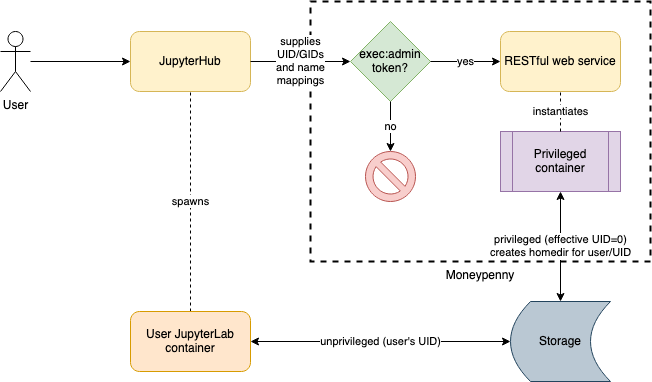 User
JupyterHub
supplies
UID/GIDs
and name
mappings
exec:admin
token?
yes
RESTful web service
no
instantiates
Privileged
container
spawns
privileged (effective UID=0)
creates homedir for user/UID
Moneypenny
User JupyterLab
container
unprivileged (user's UID)
Storage